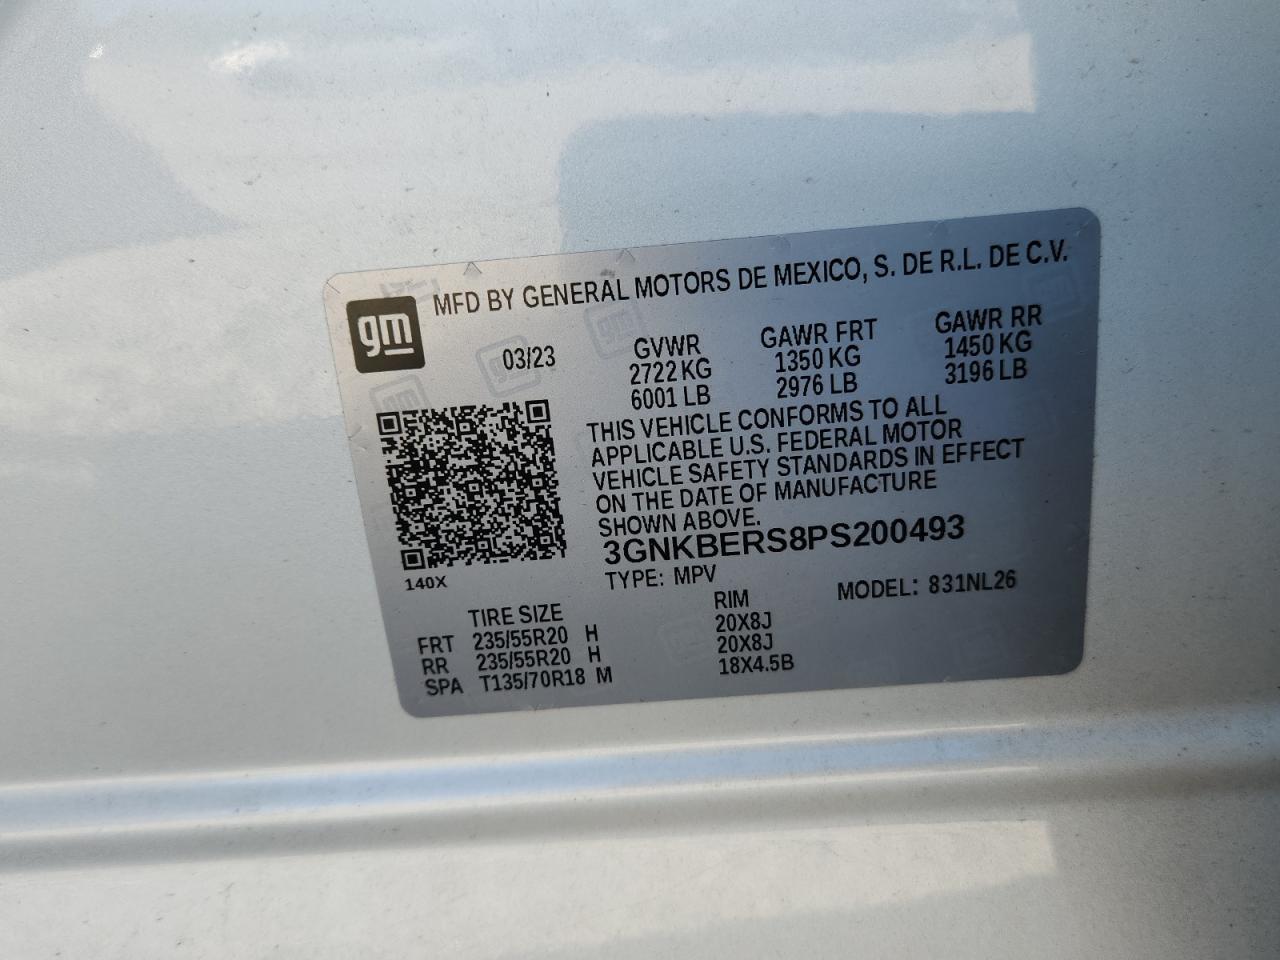 gm
MFD BY GENERAL MOTORS DE MEXICO, S. DE R.L. DE C.V.
03/23
GVWR
2722 KG
6001 LB
GAWR FRT
1350 KG
2976 LB
GAWR RR
1450 KG
3196 LB
THIS VEHICLE CONFORMS TO ALL
APPLICABLE U.S. FEDERAL MOTOR
VEHICLE SAFETY STANDARDS IN EFFECT
ON THE DATE OF MANUFACTURE
SHOWN ABOVE.
3GNKBERS8PS200493
140X
TYPE: MPV
MODEL: 831NL26
TIRE SIZE RIM
FRT 235/55R20 H 20X8J
RR 235/55R20 H 20X8J
SPA T135/70R18 M 18X4.5B